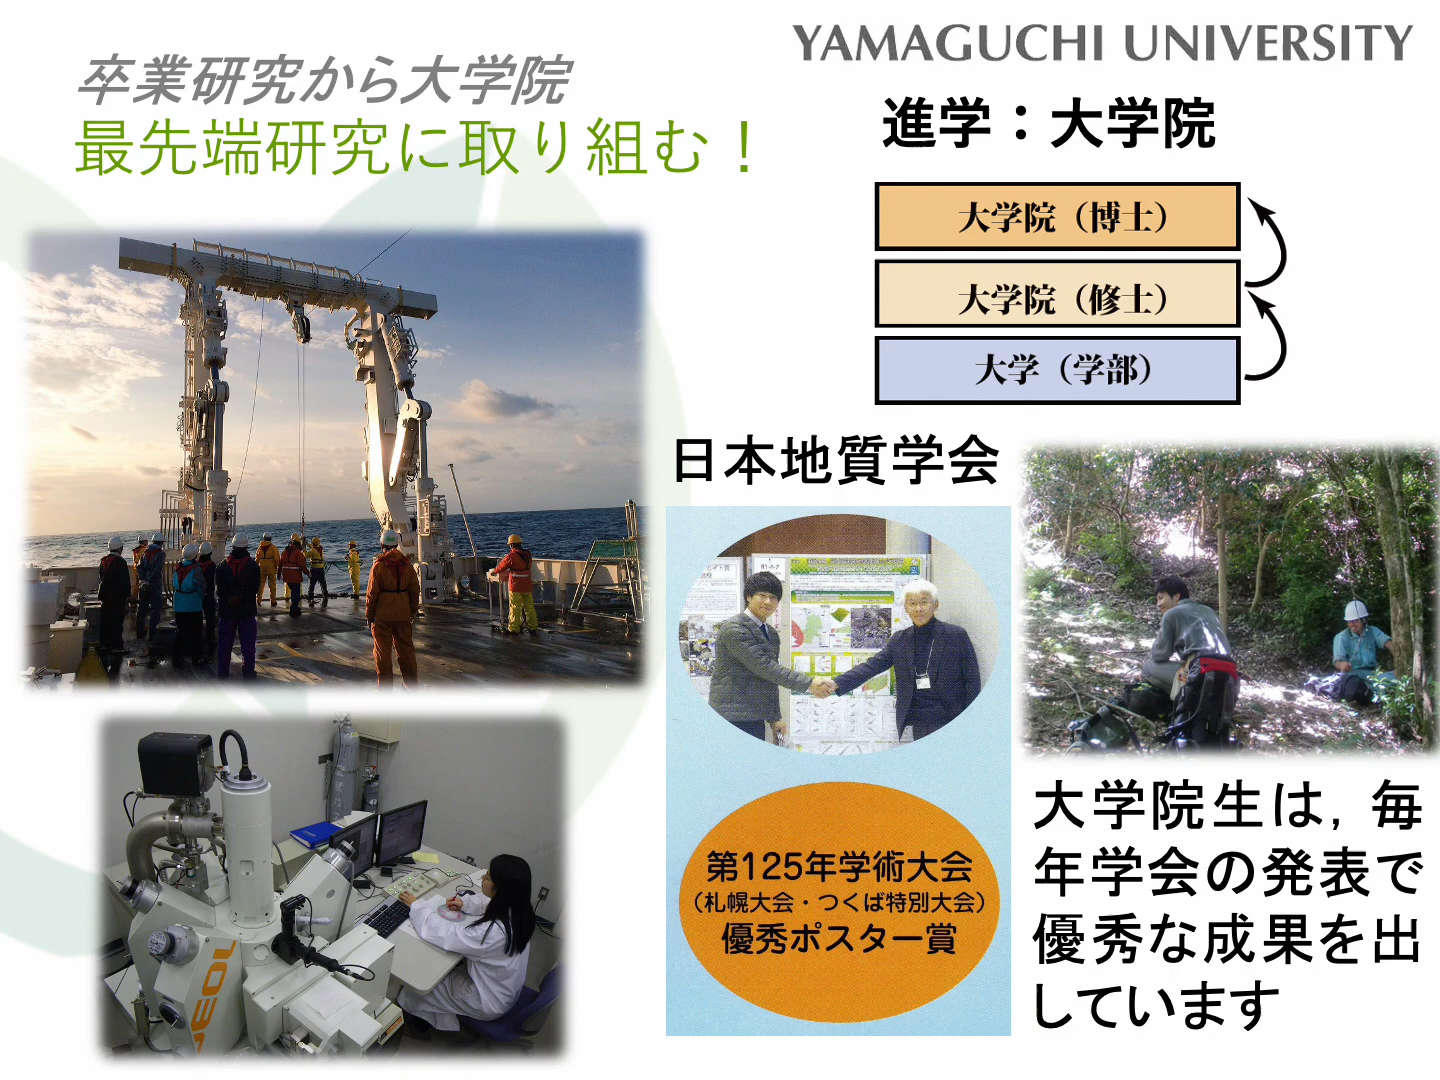 YAMAGUCHI UNIVERSITY
卒業研究から大学院
最先端研究に取り組む！
進学：大学院
大学院（博士）
大学院（修士）
大学（学部）
日本地質学会
第125年学術大会
（札幌大会・つくば特別大会）
優秀ポスター賞
大学院生は，毎
年学会の発表で
優秀な成果を出
しています
JEOL